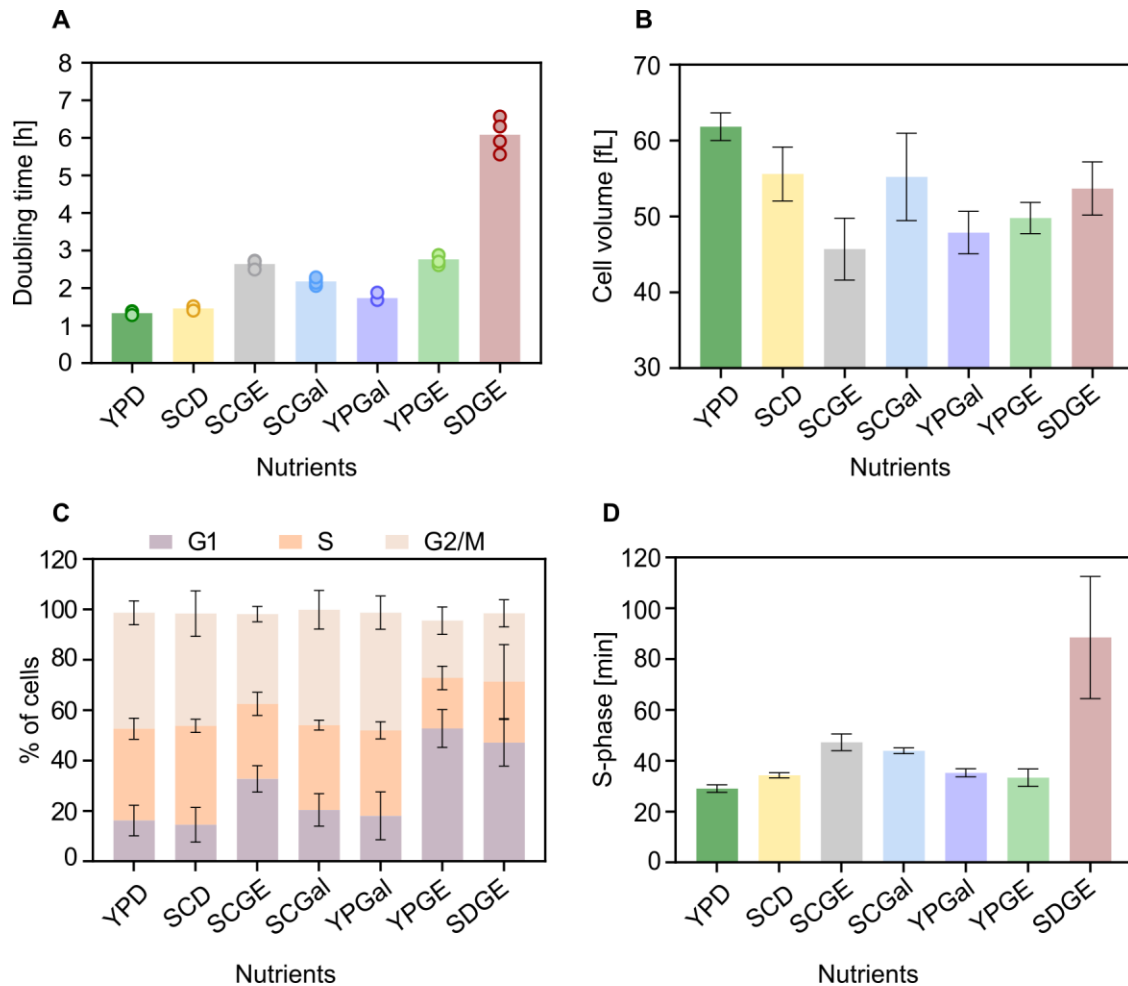 A
Doubling time [h]
8
7
6
5
4
3
2
1
0
YPD
SCD
SCGE
SCGal
YPGal
YPGE
SDGE
Nutrients
B
Cell volume [fL]
70
60
50
40
30
YPD
SCD
SCGE
SCGal
YPGal
YPGE
SDGE
Nutrients
C
G1 S G2/M
% of cells
120
100
80
60
40
20
0
YPD
SCD
SCGE
SCGal
YPGal
YPGE
SDGE
Nutrients
D
S-phase [min]
120
100
80
60
40
20
0
YPD
SCD
SCGE
SCGal
YPGal
YPGE
SDGE
Nutrients